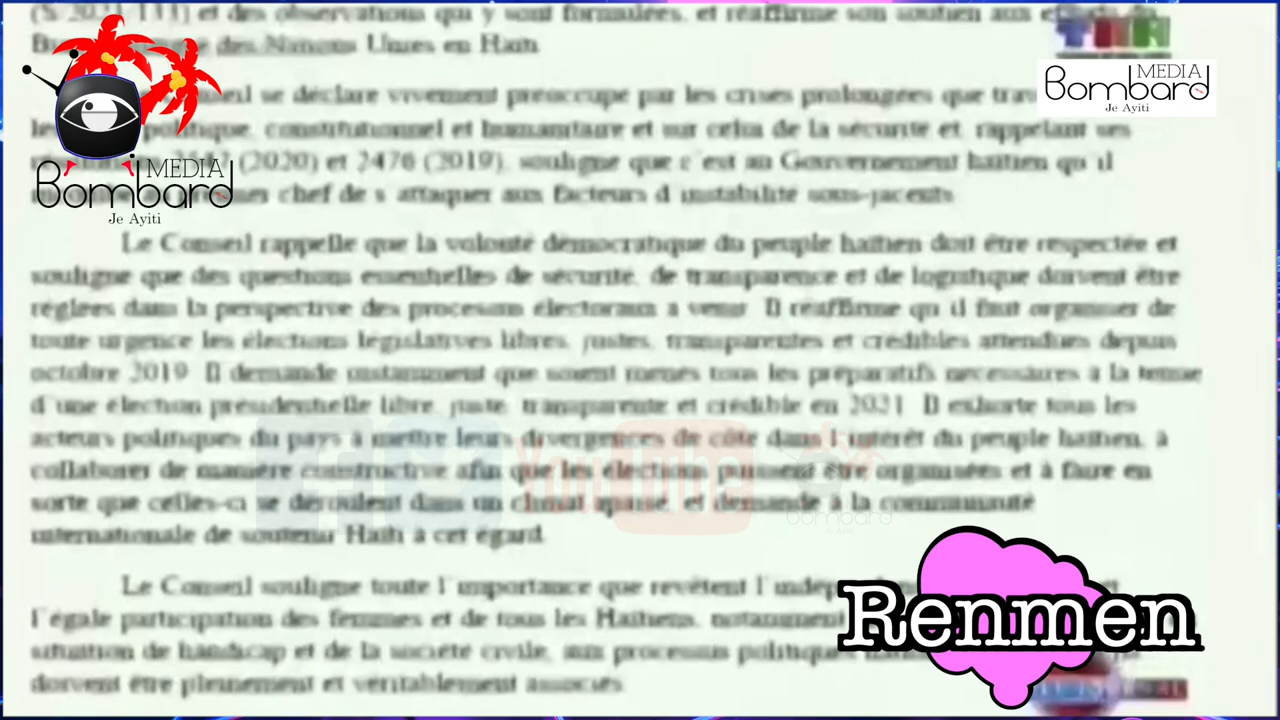 (S/2021/133) et des observations qui y sont formulées, et réaffirme son soutien aux
des Nations Unies en Haïti
MEDIA
Bombard
Je Ayiti
MEDIA
Bombard
Je Ayiti
se déclare vivement préoccupé par les crises prolongées que
politique, constitutionnel et humanitaire et sur celui de la sécurité et, rappelant ses
(2020) et 2476 (2019), souligne que c'est au Gouvernement haïtien qu'il
chef de s'attaquer aux facteurs d'instabilité sous-jacents
Le Conseil rappelle que la volonté démocratique du peuple haïtien doit être respectée et
souligne que des questions essentielles de sécurité, de transparence et de logistique doivent être
réglées dans la perspective des processus électoraux à venir. Il réaffirme qu'il faut organiser de
toute urgence les élections législatives libres, justes, transparentes et crédibles attendues depuis
octobre 2019. Il demande instamment que soient menés tous les préparatifs nécessaires à la tenue
d'une élection présidentielle libre, juste, transparente et crédible en 2021. Il exhorte tous les
acteurs politiques du pays à mettre leurs divergences de côté dans l'intérêt du peuple haïtien, à
collaborer de manière constructive afin que les élections puissent être organisées et à faire en
sorte que celles-ci se déroulent dans un climat apaisé, et demande à la communauté
internationale de soutenir Haïti à cet égard
YouTube
bombard
Le Conseil souligne toute l'importance que revêtent
l'égale participation des femmes et de tous les Haïtiens, notamment
situation de handicap et de la société civile, aux processus politiques
doivent être pleinement et véritablement associés
Renmen